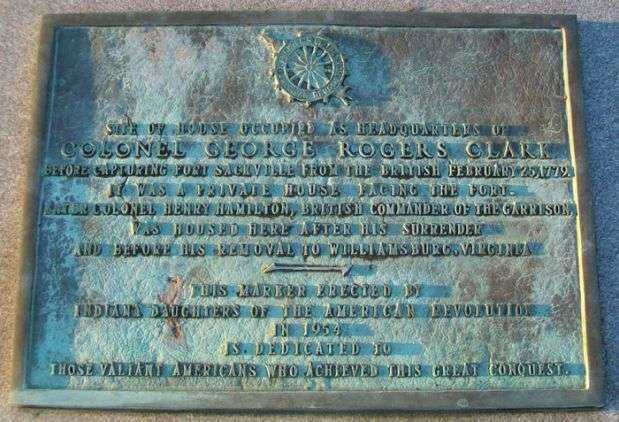 SITE OF HOUSE OCCUPIED AS HEADQUARTERS OF
COLONEL GEORGE ROGERS CLARK
BEFORE CAPTURING FORT SACKVILLE FROM THE BRITISH FEBRUARY 25, 1779.
IT WAS A PRIVATE HOUSE FACING THE FORT.
LATER COLONEL HENRY HAMILTON, BRITISH COMMANDER OF THE GARRISON,
WAS HOUSED HERE AFTER HIS SURRENDER
AND BEFORE HIS REMOVAL TO WILLIAMSBURG, VIRGINIA
THIS MARKER ERECTED BY
INDIANA DAUGHTERS OF THE AMERICAN REVOLUTION
IN 1954
IS DEDICATED TO
THOSE VALIANT AMERICANS WHO ACHIEVED THIS GREAT CONQUEST.